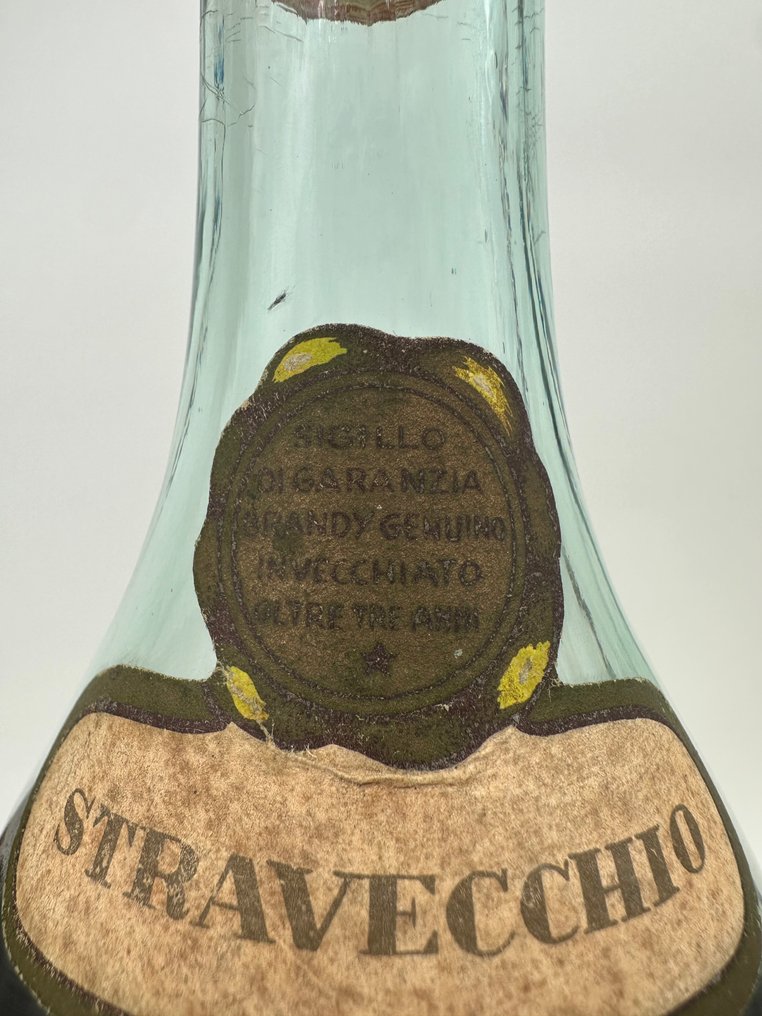 SIGILLO
DI GARANZIA
BRANDY GENUINO
INVECCHIATO
OLTRE TRE ANNI
STRAVECCHIO